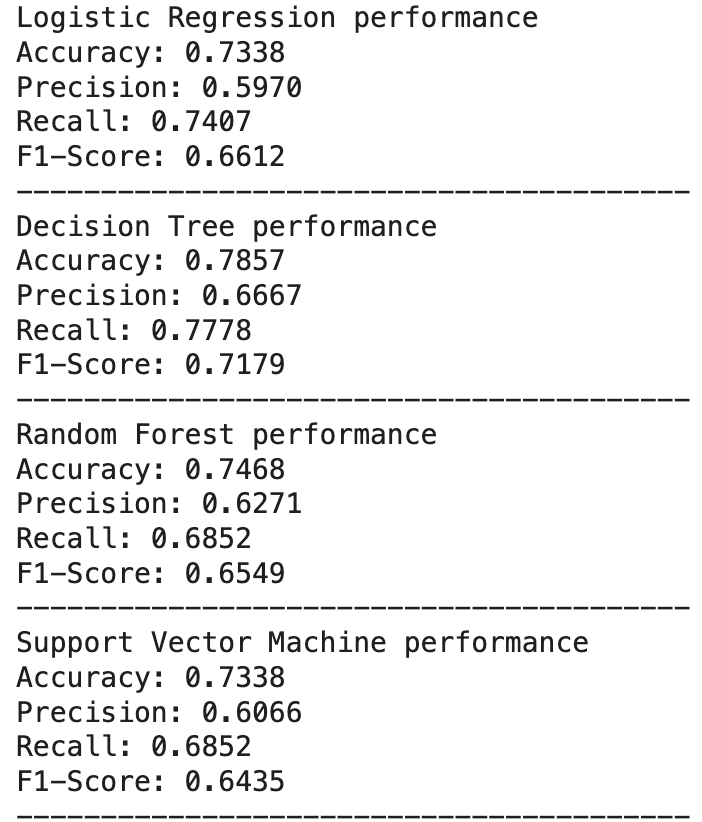 Logistic Regression performance
Accuracy: 0.7338
Precision: 0.5970
Recall: 0.7407
F1-Score: 0.6612
----------------------------------------
Decision Tree performance
Accuracy: 0.7857
Precision: 0.6667
Recall: 0.7778
F1-Score: 0.7179
----------------------------------------
Random Forest performance
Accuracy: 0.7468
Precision: 0.6271
Recall: 0.6852
F1-Score: 0.6549
----------------------------------------
Support Vector Machine performance
Accuracy: 0.7338
Precision: 0.6066
Recall: 0.6852
F1-Score: 0.6435
----------------------------------------